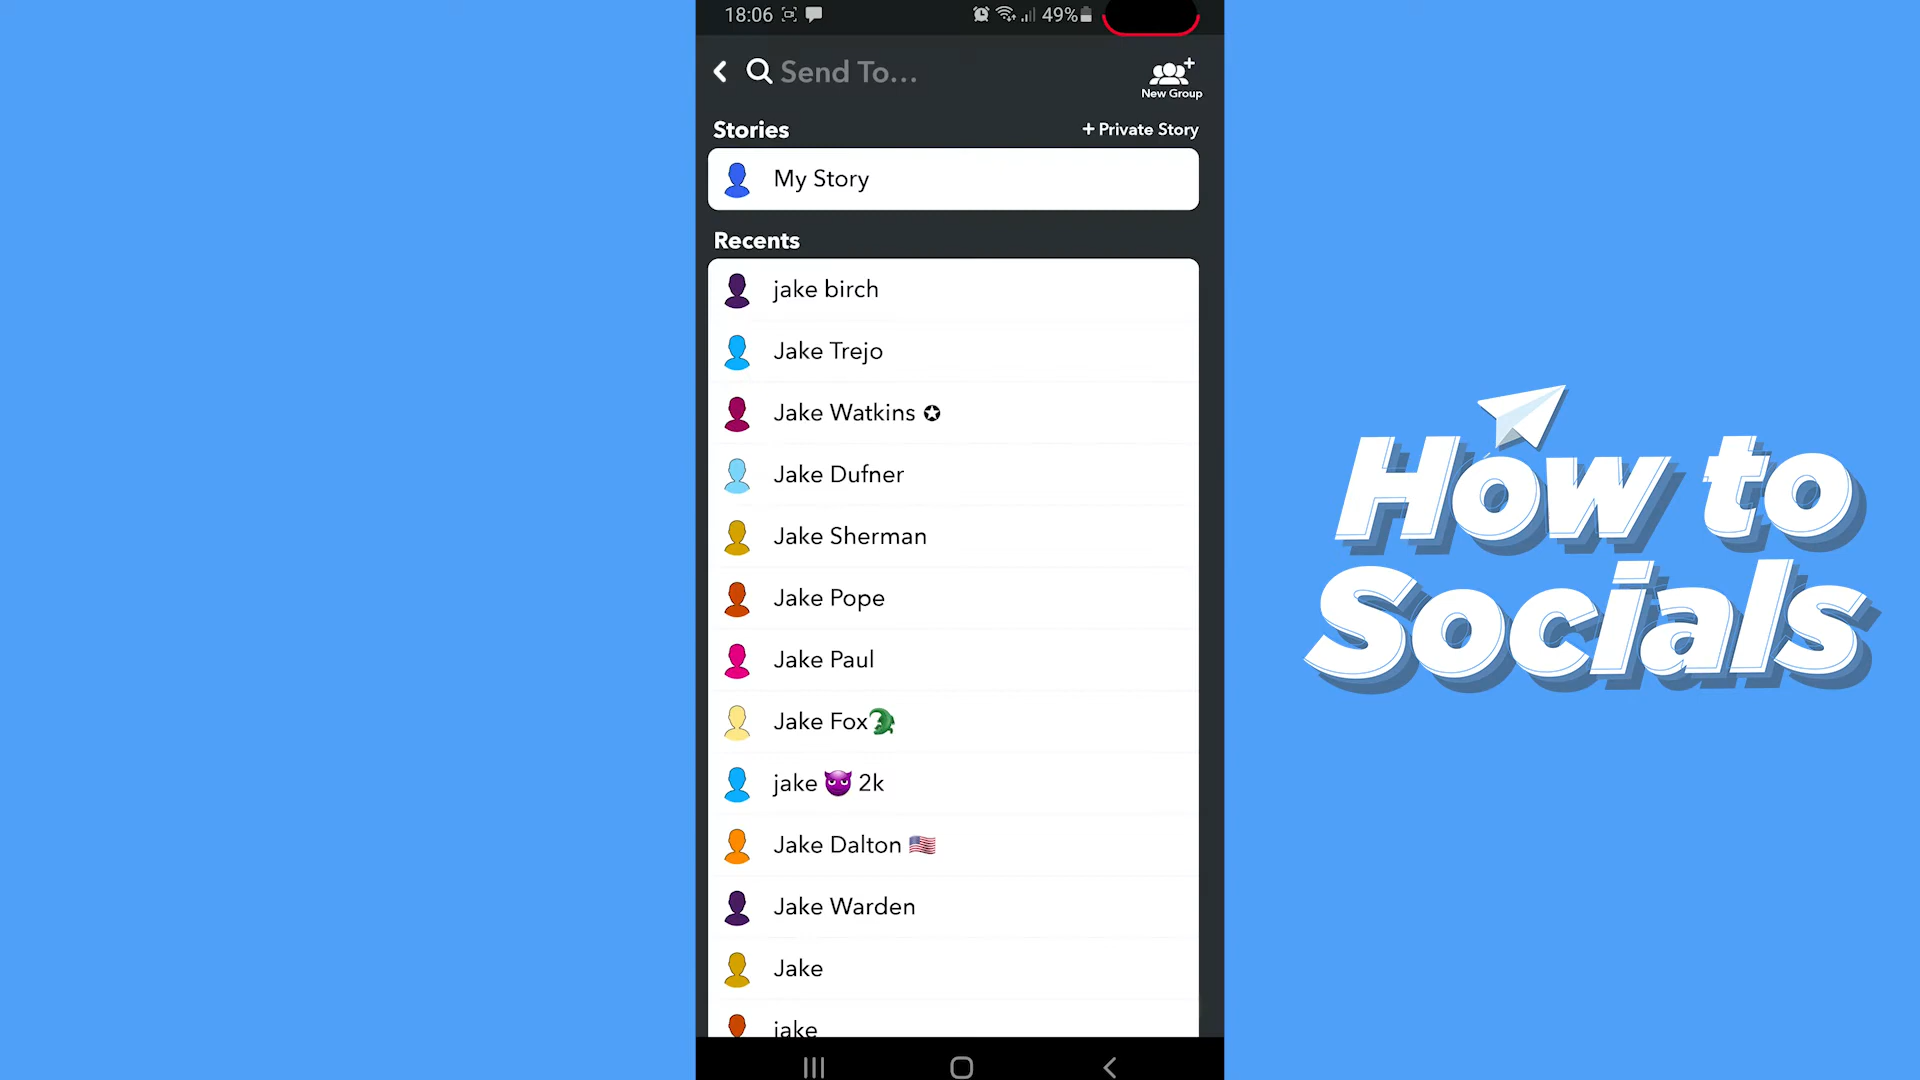 18:06 49%
Send To...
New Group
Stories
+ Private Story
My Story
Recents
jake birch
Jake Trejo
Jake Watkins ✪
Jake Dufner
Jake Sherman
Jake Pope
Jake Paul
Jake Fox🐊
jake 😈 2k
Jake Dalton 🇺🇸
Jake Warden
Jake
jake
How to
Socials